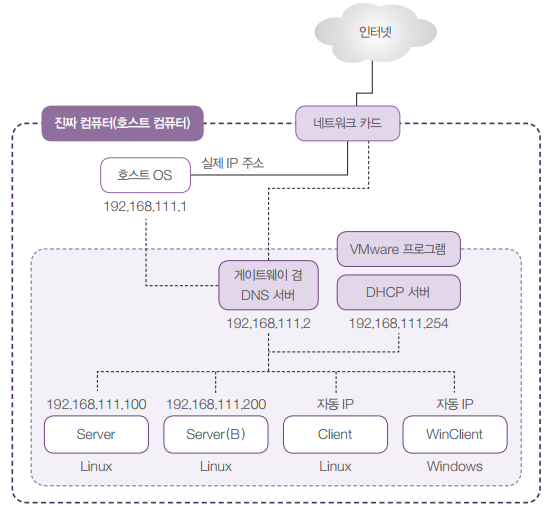 인터넷
진짜 컴퓨터(호스트 컴퓨터)
네트워크 카드
호스트 OS
실제 IP 주소
192.168.111.1
VMware 프로그램
게이트웨이 겸
DNS 서버
DHCP 서버
192.168.111.2
192.168.111.254
192.168.111.100
192.168.111.200
자동 IP
자동 IP
Server
Server(B)
Client
WinClient
Linux
Linux
Linux
Windows